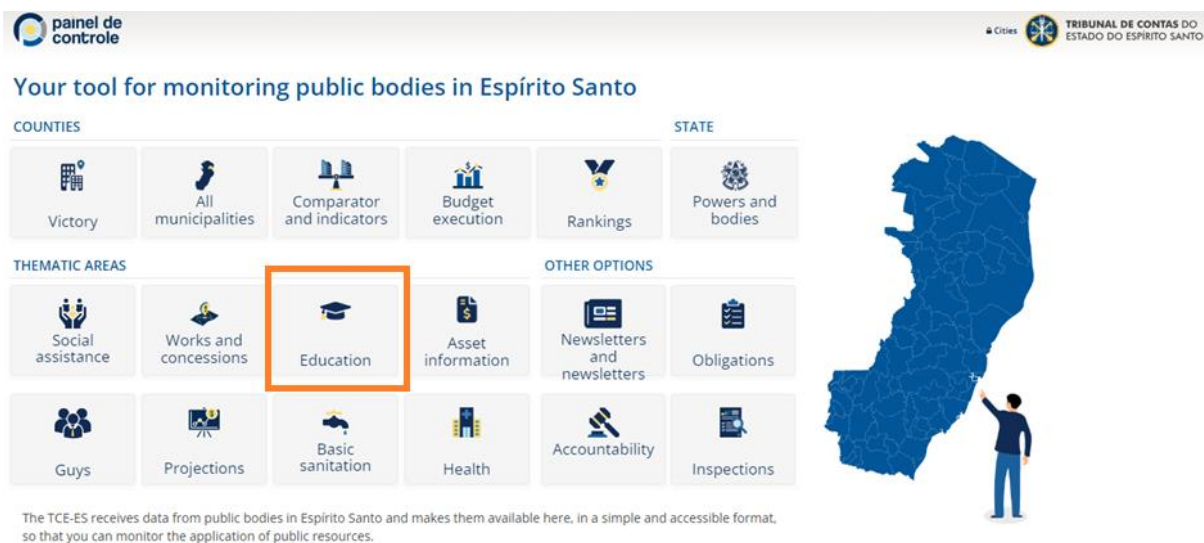 painel de
controle
Cities
TRIBUNAL DE CONTAS DO
ESTADO DO ESPÍRITO SANTO
Your tool for monitoring public bodies in Espírito Santo
COUNTIES
STATE
Victory
All
municipalities
Comparator
and indicators
Budget
execution
Rankings
Powers and
bodies
THEMATIC AREAS
OTHER OPTIONS
Social
assistance
Works and
concessions
Education
Asset
information
Newsletters
and
newsletters
Obligations
Guys
Projections
Basic
sanitation
Health
Accountability
Inspections
The TCE-ES receives data from public bodies in Espírito Santo and makes them available here, in a simple and accessible format,
so that you can monitor the application of public resources.